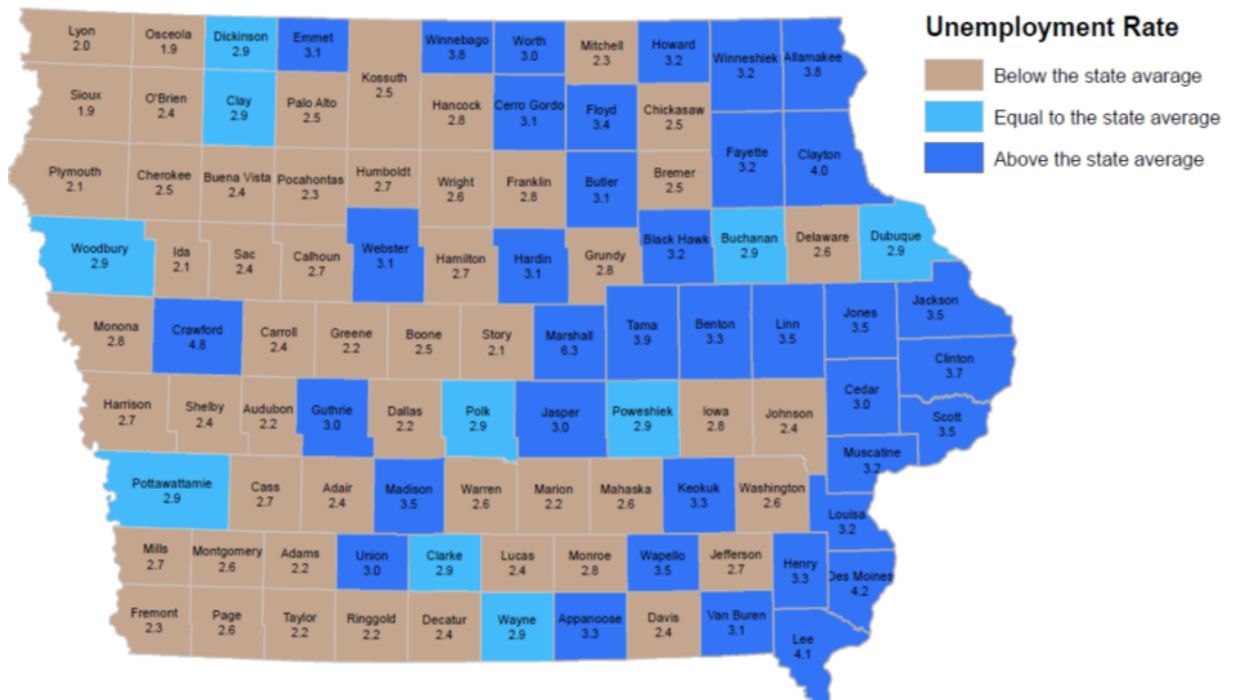 Unemployment Rate
Below the state avarage
Equal to the state average
Above the state average
Lyon
2.0
Osceola
1.9
Dickinson
2.9
Emmet
3.1
Kossuth
2.5
Winnebago
3.8
Worth
3.0
Mitchell
2.3
Howard
3.2
Winneshiek
3.2
Allamakee
3.8
Sioux
1.9
O'Brien
2.4
Clay
2.9
Palo Alto
2.5
Hancock
2.8
Cerro Gordo
3.1
Floyd
3.4
Chickasaw
2.5
Plymouth
2.1
Cherokee
2.5
Buena Vista
2.4
Pocahontas
2.3
Humboldt
2.7
Wright
2.6
Franklin
2.8
Butler
3.1
Bremer
2.5
Fayette
3.2
Clayton
4.0
Woodbury
2.9
Ida
2.1
Sac
2.4
Calhoun
2.7
Webster
3.1
Hamilton
2.7
Hardin
3.1
Grundy
2.8
Black Hawk
3.2
Buchanan
2.9
Delaware
2.6
Dubuque
2.9
Monona
2.8
Crawford
4.8
Carroll
2.4
Greene
2.2
Boone
2.5
Story
2.1
Marshall
6.3
Tama
3.9
Benton
3.3
Linn
3.5
Jones
3.5
Jackson
3.5
Clinton
3.7
Harrison
2.7
Shelby
2.4
Audubon
2.2
Guthrie
3.0
Dallas
2.2
Polk
2.9
Jasper
3.0
Poweshiek
2.9
Iowa
2.8
Johnson
2.4
Cedar
3.0
Scott
3.5
Muscatine
3.2
Pottawattamie
2.9
Cass
2.7
Adair
2.4
Madison
3.5
Warren
2.6
Marion
2.2
Mahaska
2.6
Keokuk
3.3
Washington
2.6
Louisa
3.2
Mills
2.7
Montgomery
2.6
Adams
2.2
Union
3.0
Clarke
2.9
Lucas
2.4
Monroe
2.8
Wapello
3.5
Jefferson
2.7
Henry
3.3
Des Moines
4.2
Fremont
2.3
Page
2.6
Taylor
2.2
Ringgold
2.2
Decatur
2.4
Wayne
2.9
Appanoose
3.3
Davis
2.4
Van Buren
3.1
Lee
4.1